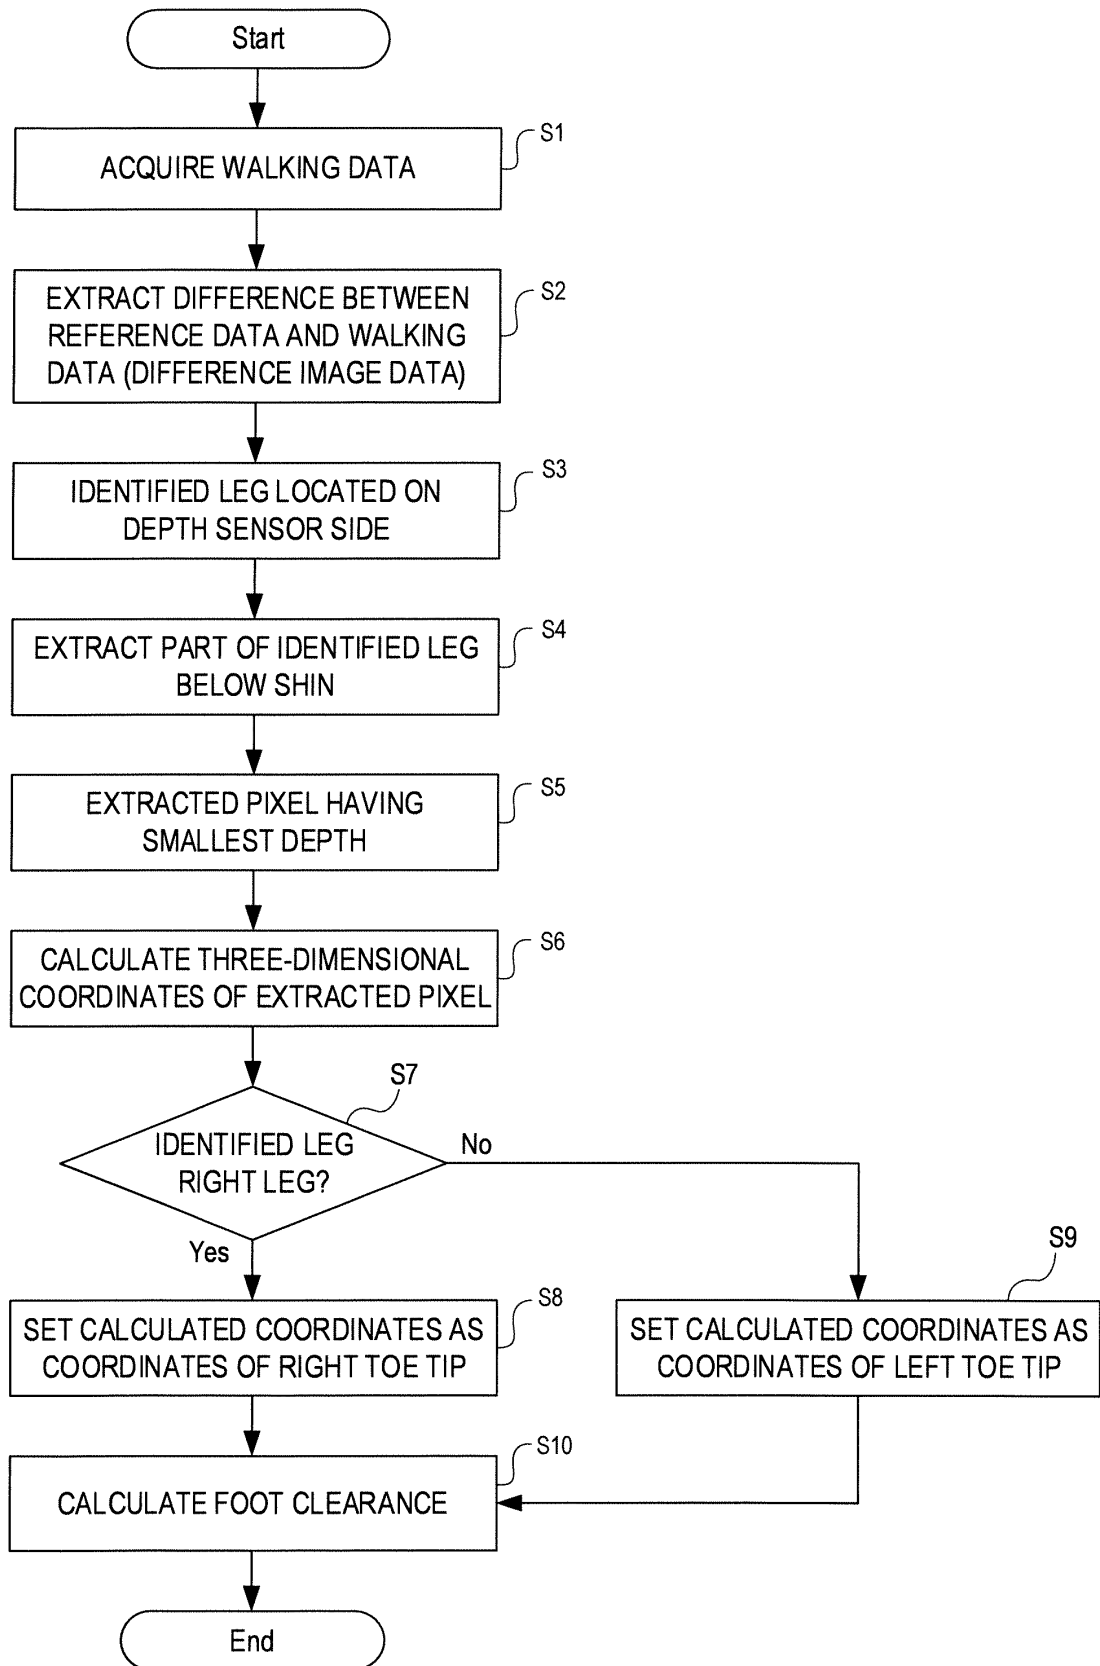 Start
S1
ACQUIRE WALKING DATA
S2
EXTRACT DIFFERENCE BETWEEN
REFERENCE DATA AND WALKING
DATA (DIFFERENCE IMAGE DATA)
S3
IDENTIFIED LEG LOCATED ON
DEPTH SENSOR SIDE
S4
EXTRACT PART OF IDENTIFIED LEG
BELOW SHIN
S5
EXTRACTED PIXEL HAVING
SMALLEST DEPTH
S6
CALCULATE THREE-DIMENSIONAL
COORDINATES OF EXTRACTED PIXEL
S7
IDENTIFIED LEG
RIGHT LEG?
No
Yes
S8
SET CALCULATED COORDINATES AS
COORDINATES OF RIGHT TOE TIP
S9
SET CALCULATED COORDINATES AS
COORDINATES OF LEFT TOE TIP
S10
CALCULATE FOOT CLEARANCE
End